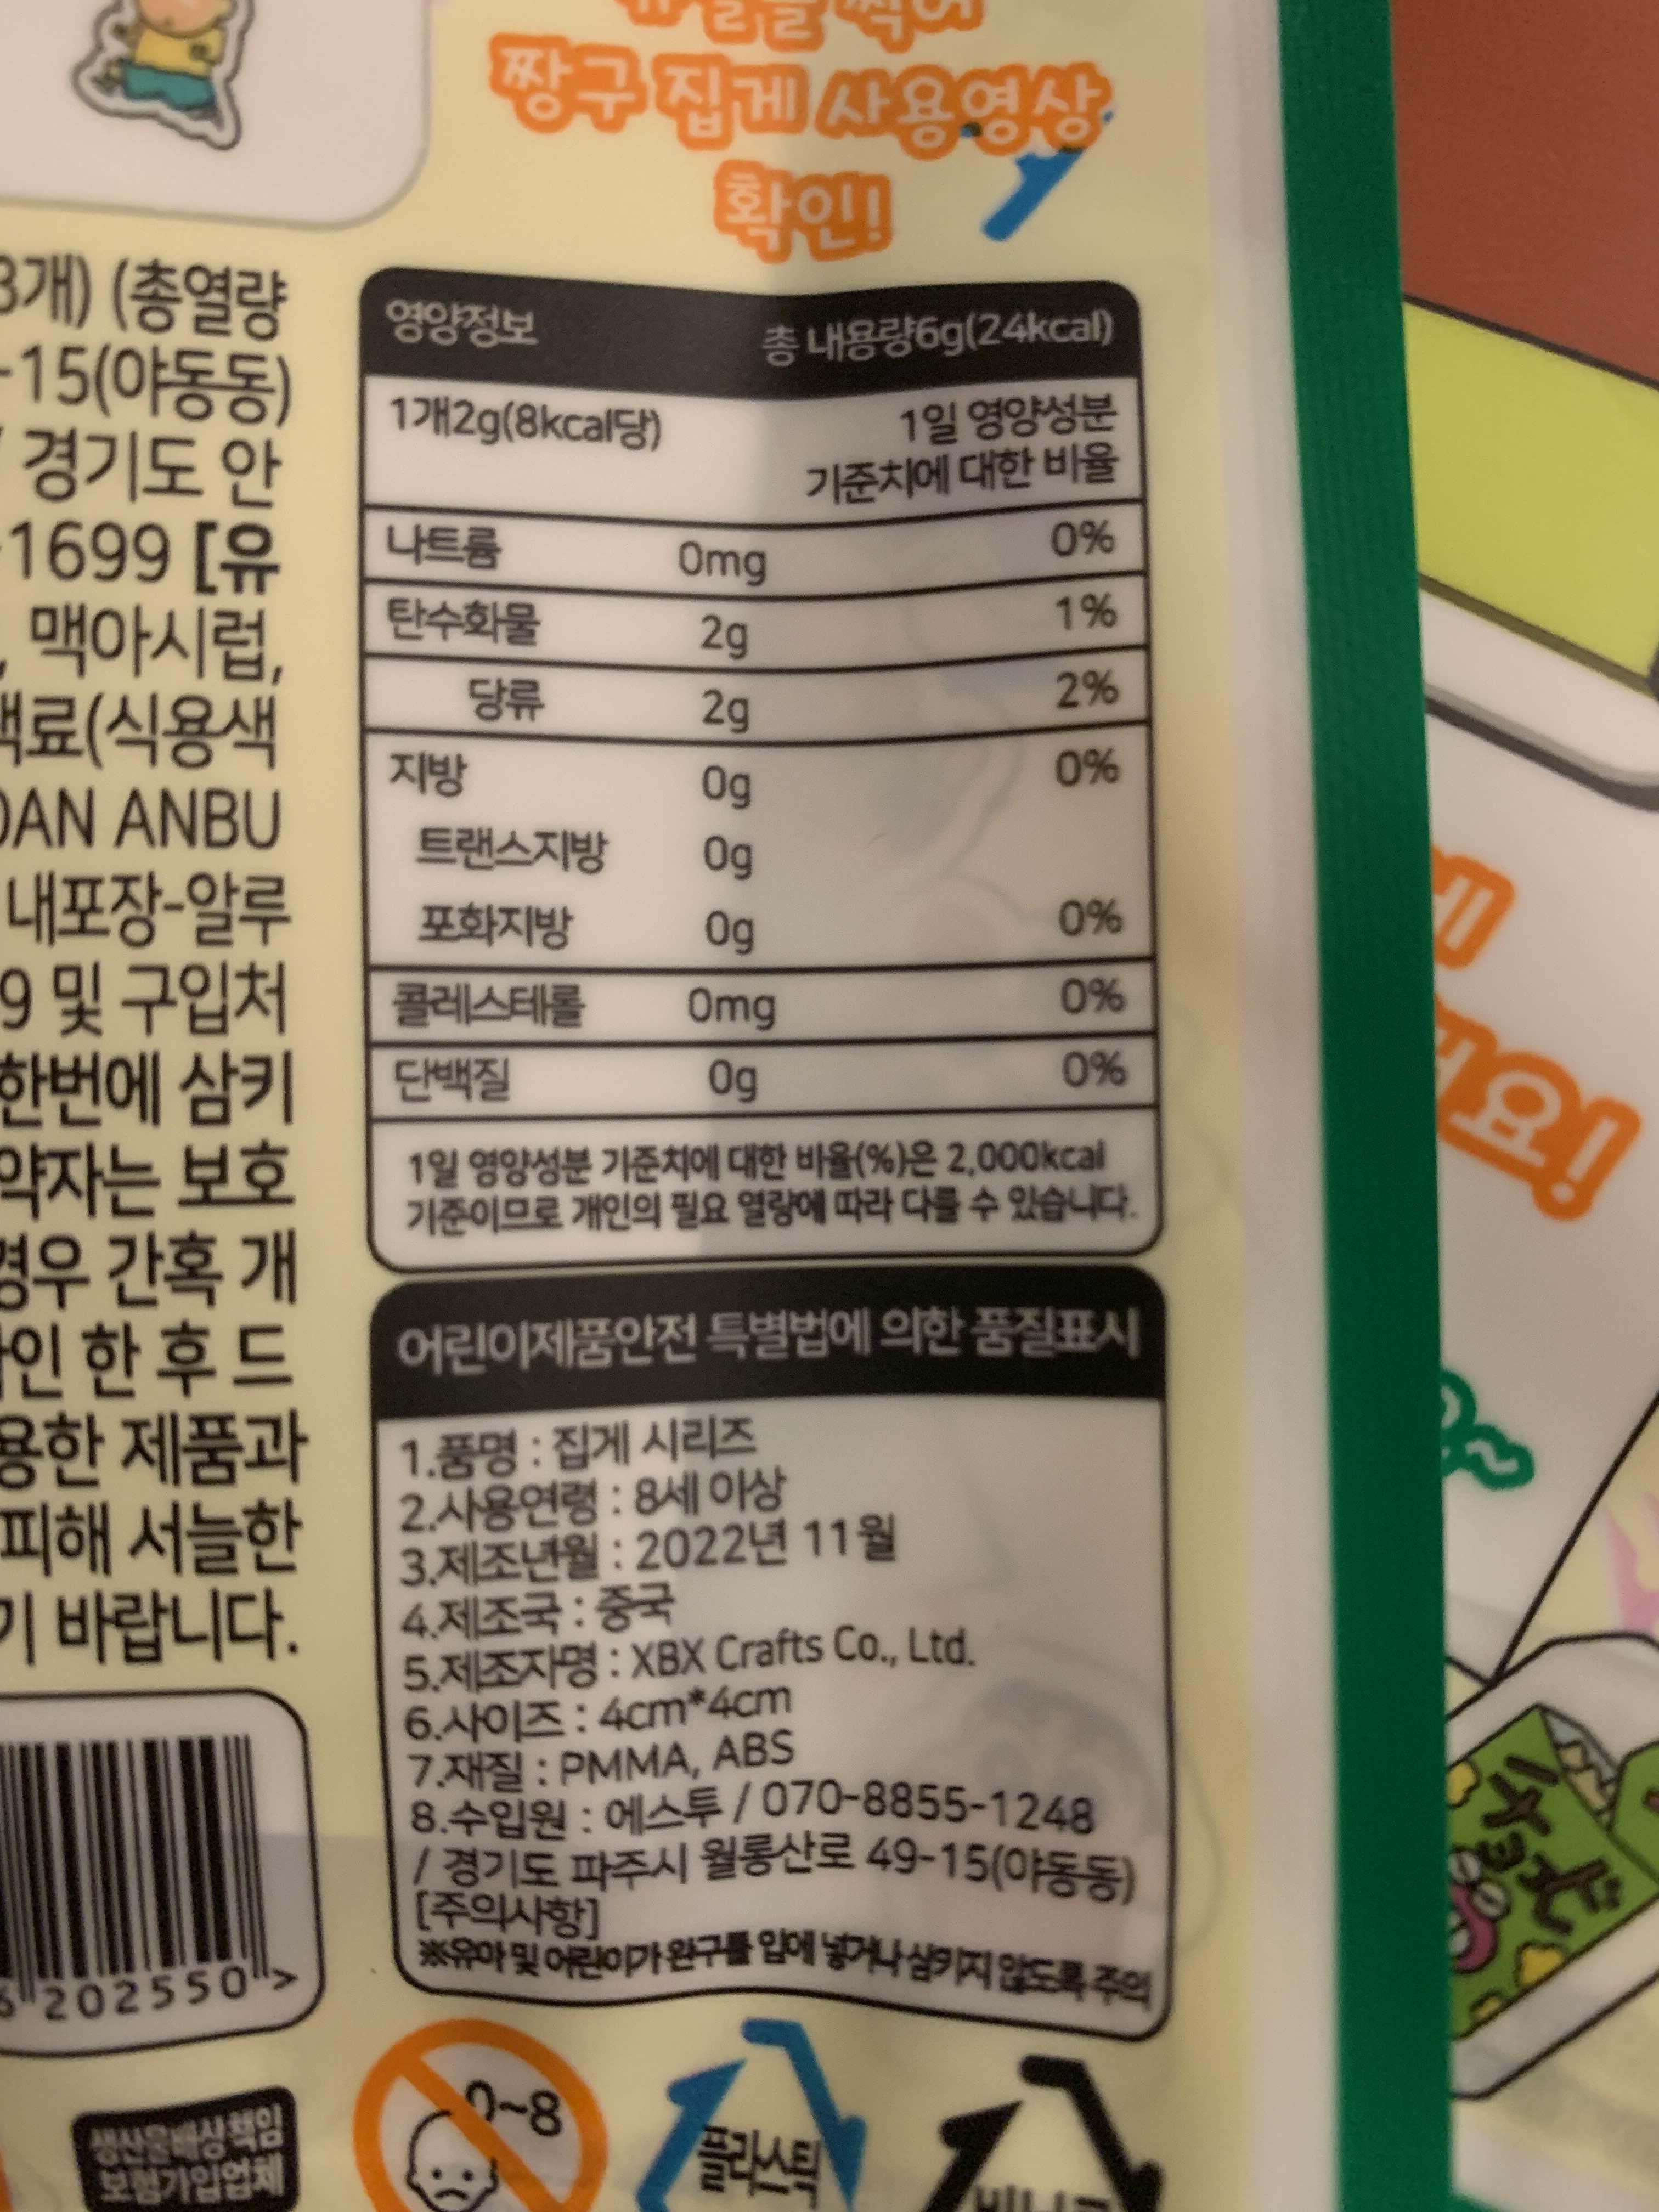 짱구 집게 사용영상
확인!
3개) (총열량
-15(야동동)
경기도 안
-1699 [유
, 맥아시럽,
색료(식용색
DAN ANBU
내포장-알루
9 및 구입처
한번에 삼키
약자는 보호
경우 간혹 개
인 한 후 드
용한 제품과
피해 서늘한
기 바랍니다.
6 202550 >
생산물배상책임
보험가입업체
영양정보 총 내용량6g(24kcal)
1개2g(8kcal당) 1일 영양성분
기준치에 대한 비율
나트륨 0mg 0%
탄수화물 2g 1%
당류 2g 2%
지방 0g 0%
트랜스지방 0g
포화지방 0g 0%
콜레스테롤 0mg 0%
단백질 0g 0%
1일 영양성분 기준치에 대한 비율(%)은 2,000kcal
기준이므로 개인의 필요 열량에 따라 다를 수 있습니다.
어린이제품안전 특별법에 의한 품질표시
1.품명 : 집게 시리즈
2.사용연령 : 8세 이상
3.제조년월 : 2022년 11월
4.제조국 : 중국
5.제조자명 : XBX Crafts Co., Ltd.
6.사이즈 : 4cm*4cm
7.재질 : PMMA, ABS
8.수입원 : 에스투 / 070-8855-1248
/ 경기도 파주시 월롱산로 49-15(야동동)
[주의사항]
※유아 및 어린이가 완구를 입에 넣거나 삼키지 않도록 주의
0~8
플라스틱
요!